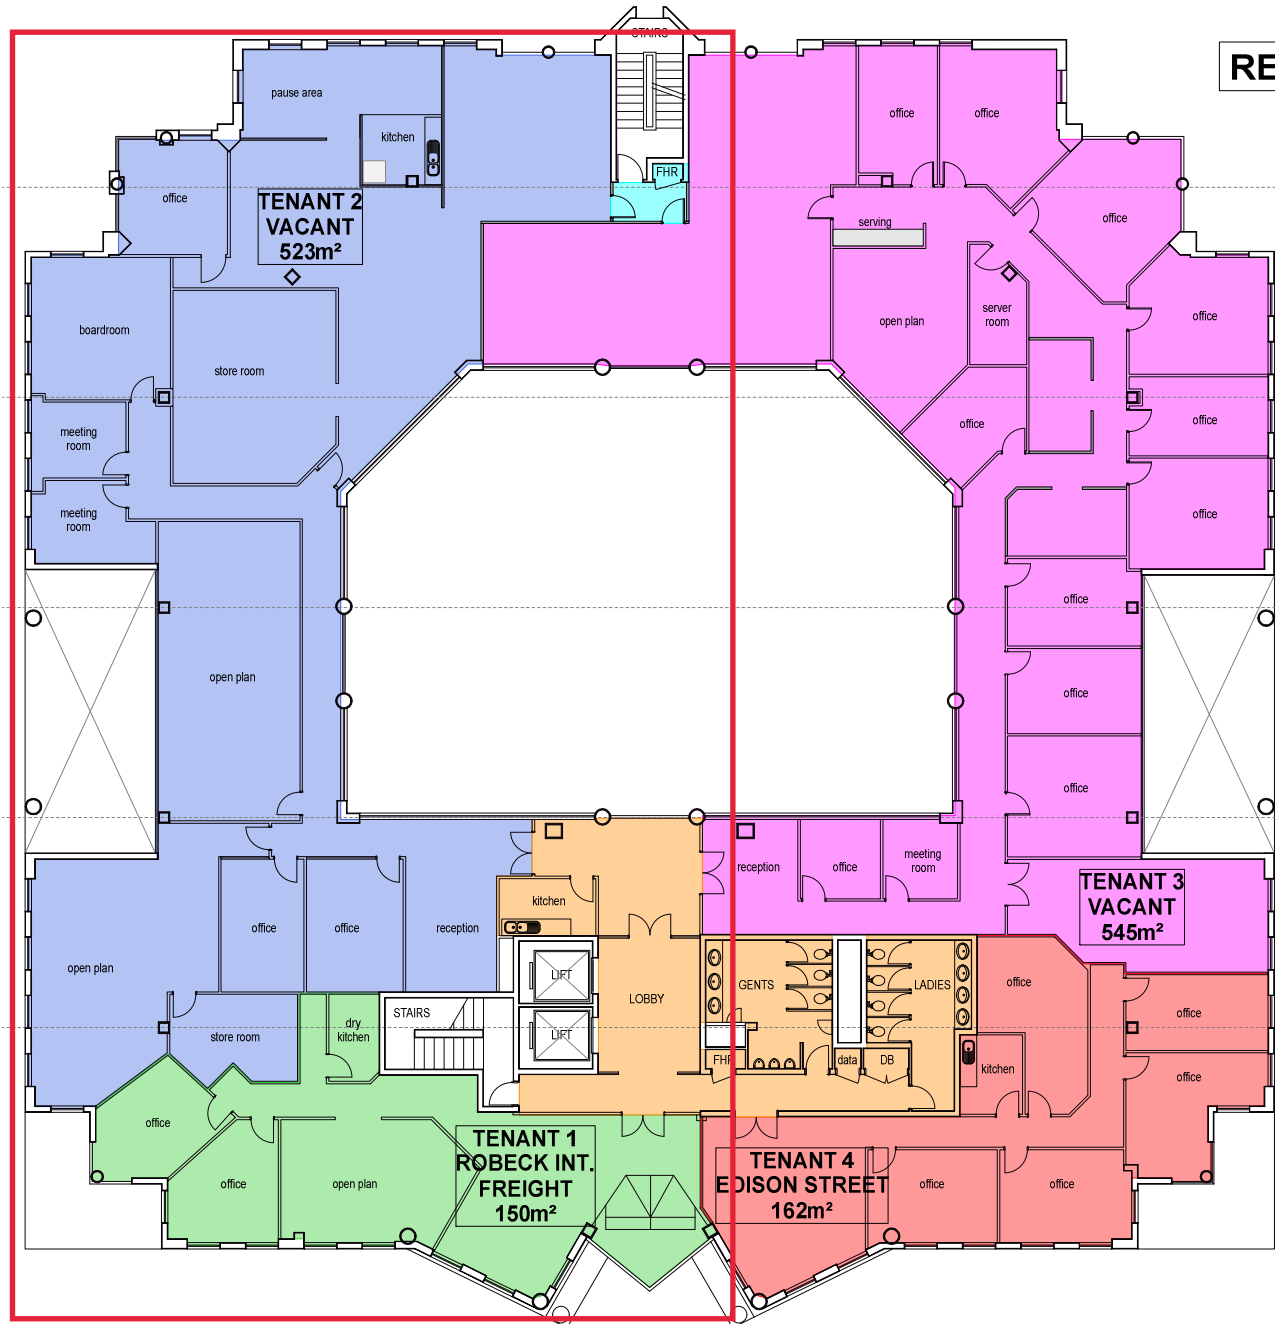 STAIRS
RE
pause area
office
office
kitchen
FHR
office
TENANT 2
VACANT
523m²
office
serving
boardroom
server
room
open plan
office
store room
meeting
room
office
office
meeting
room
office
office
open plan
office
office
reception
office
meeting
room
TENANT 3
VACANT
545m²
kitchen
office
office
reception
open plan
LIFT
LOBBY
GENTS
LADIES
office
STAIRS
office
store room
dry
kitchen
LIFT
FHR
data
DB
kitchen
office
office
TENANT 1
ROBECK INT.
FREIGHT
150m²
TENANT 4
EDISON STREET
162m²
office
open plan
office
office